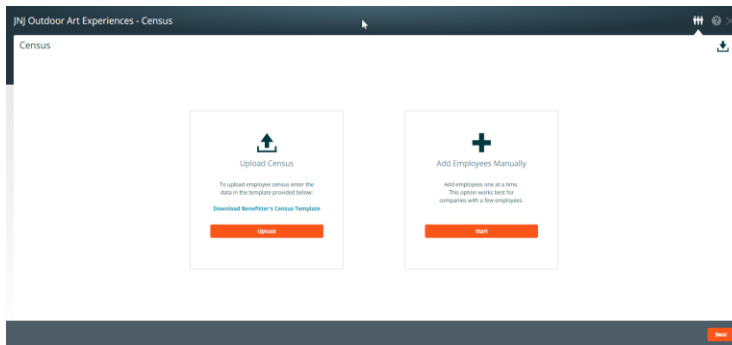 JNJ Outdoor Art Experiences - Census
Census
Upload Census
To upload employee census enter the
data in the template provided below:
Download Benefitter's Census Template
Upload
Add Employees Manually
Add employees one at a time.
This option works best for
companies with a few employees.
Start
Next